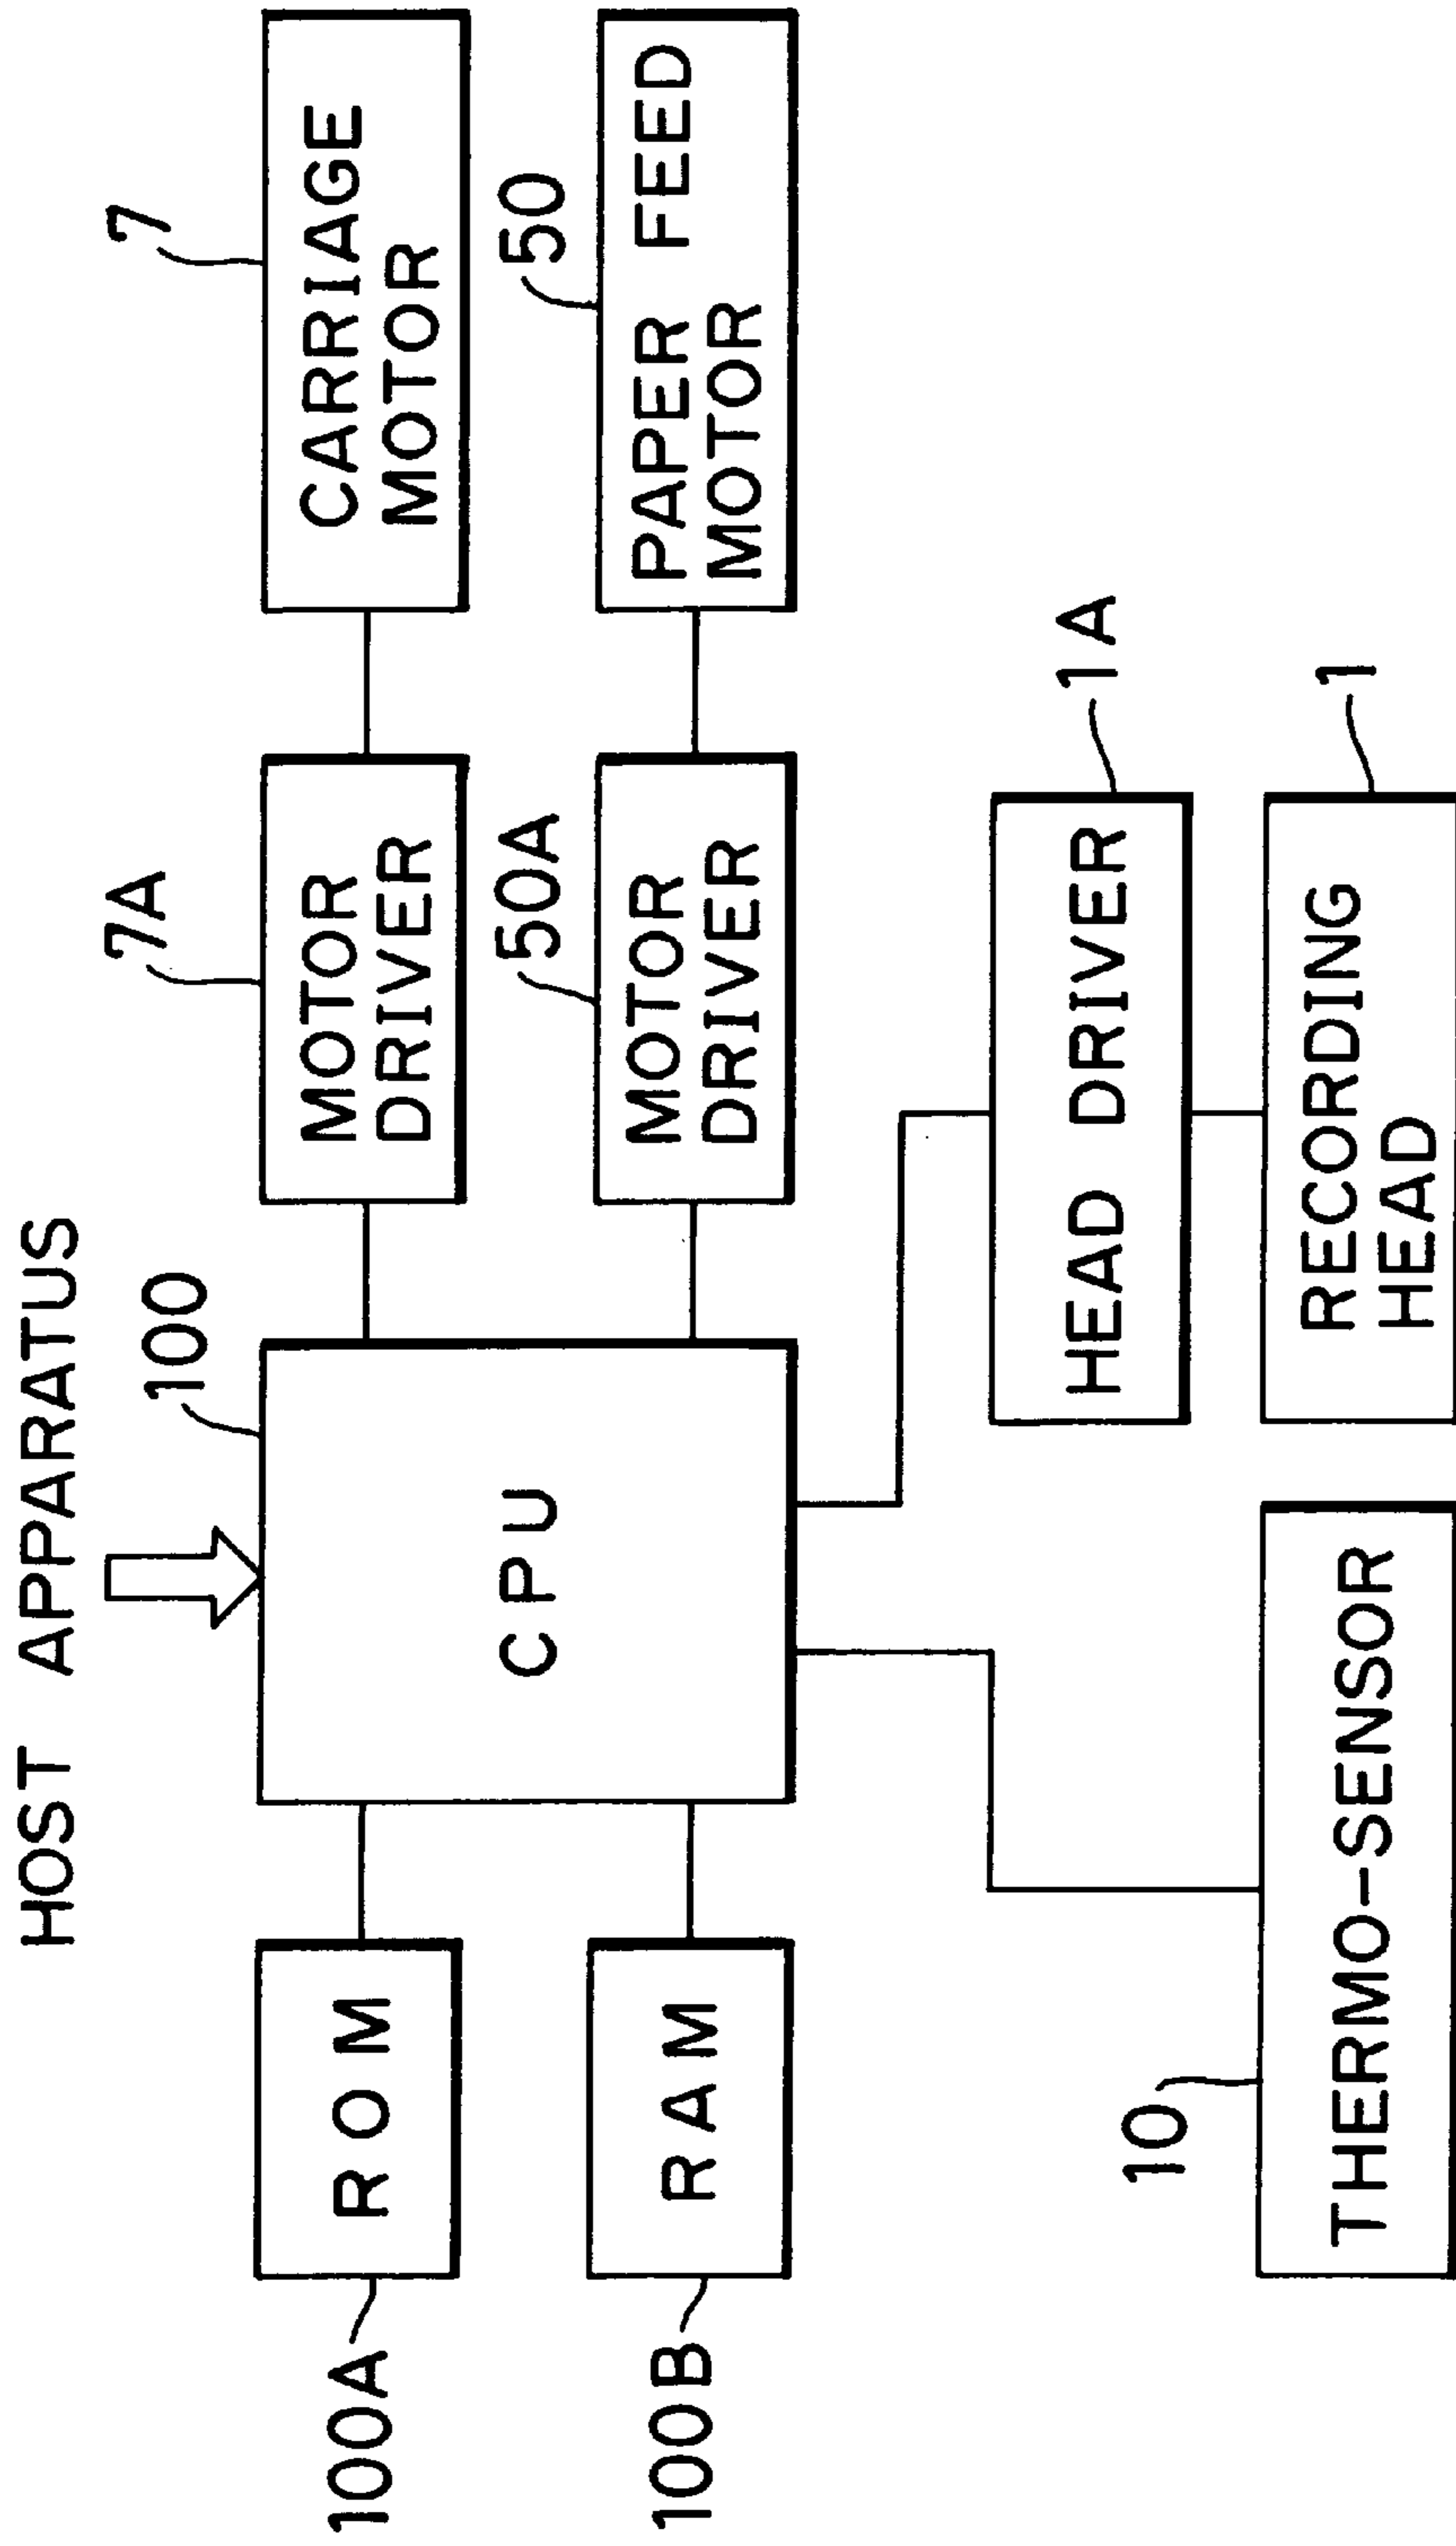 HOST APPARATUS
100
7A
7
100A
ROM
CPU
MOTOR
DRIVER
CARRIAGE
MOTOR
50A
50
100B
RAM
MOTOR
DRIVER
PAPER FEED
MOTOR
1A
HEAD DRIVER
10
1
THERMO-SENSOR
RECORDING
HEAD